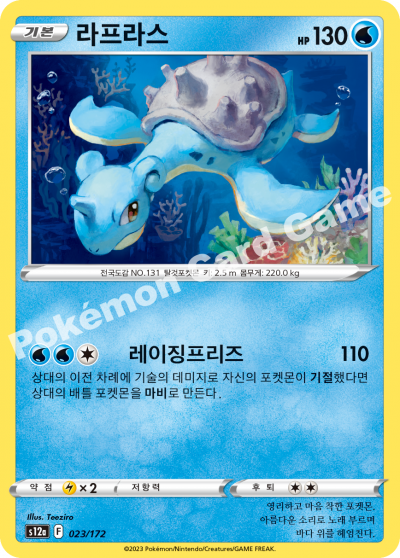 기본 라프라스 HP 130
전국도감 NO.131 탈것포켓몬 키: 2.5 m 몸무게: 220.0 kg
Pokémon Card Game
레이징프리즈 110
상대의 이전 차례에 기술의 데미지로 자신의 포켓몬이 기절했다면
상대의 배틀 포켓몬을 마비로 만든다.
약점 ×2 저항력 후퇴
Illus. Teeziro
s12a F 023/172
영리하고 마음 착한 포켓몬.
아름다운 소리로 노래 부르며
바다 위를 헤엄친다.
©2023 Pokémon/Nintendo/Creatures/GAME FREAK.